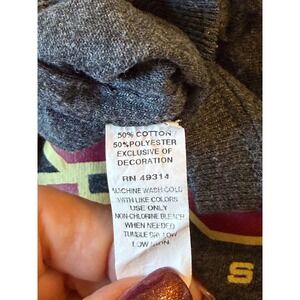 50% COTTON
50%POLYESTER
EXCLUSIVE OF
DECORATION
RN 49314
MACHINE WASH COLD
WITH LIKE COLORS
USE ONLY
NON-CHLORINE BLEACH
WHEN NEEDED
TUMBLE DRY LOW
LOW IRON
S